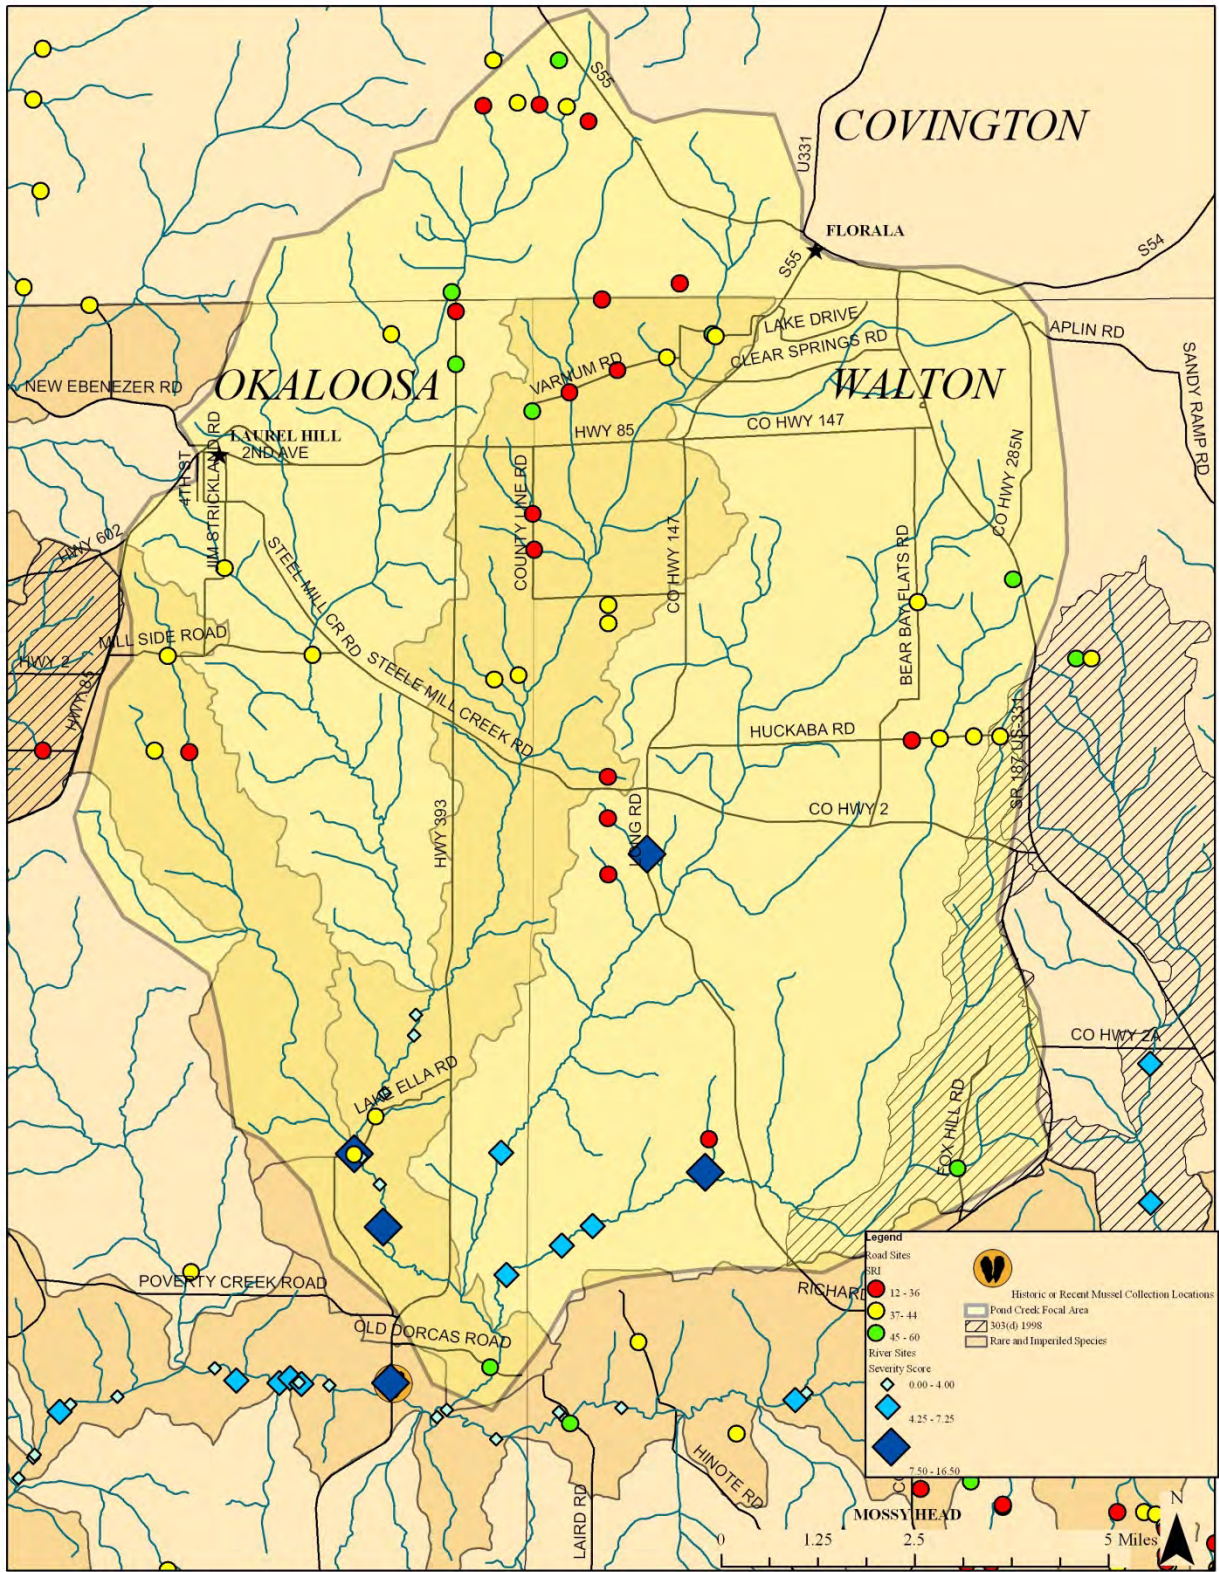 S55
COVINGTON
U331
FLORALA
S54
S55
LAKE DRIVE
APLIN RD
CLEAR SPRINGS RD
VARNUM RD
SANDY RAMP RD
NEW EBENEZER RD
OKALOOSA
WALTON
LAUREL HILL
2ND AVE
HWY 85
CO HWY 147
4TH ST
JIM STRICKLAND RD
COUNTY LINE RD
CO HWY 285N
HWY 602
CO HWY 147
BEAR BAY FLATS RD
STEEL MILL CR RD
MILL SIDE ROAD
HWY 2
HWY 85
STEELE MILL CREEK RD
HUCKABA RD
SR 187 US-331
CO HWY 2
HWY 393
LONG RD
CO HWY 2A
LAKE ELLA RD
FOX HILL RD
POVERTY CREEK ROAD
RICHARD
OLD DORCAS ROAD
Legend
Road Sites
SRI
12 - 36
37- 44
45 - 60
River Sites
Severity Score
0.00 - 4.00
4.25 - 7.25
7.50 - 16.50
Historic or Recent Mussel Collection Locations
Pond Creek Focal Area
303(d) 1998
Rare and Imperiled Species
HINOTE RD
LAIRD RD
CO
MOSSY HEAD
N
0 1.25 2.5 5 Miles